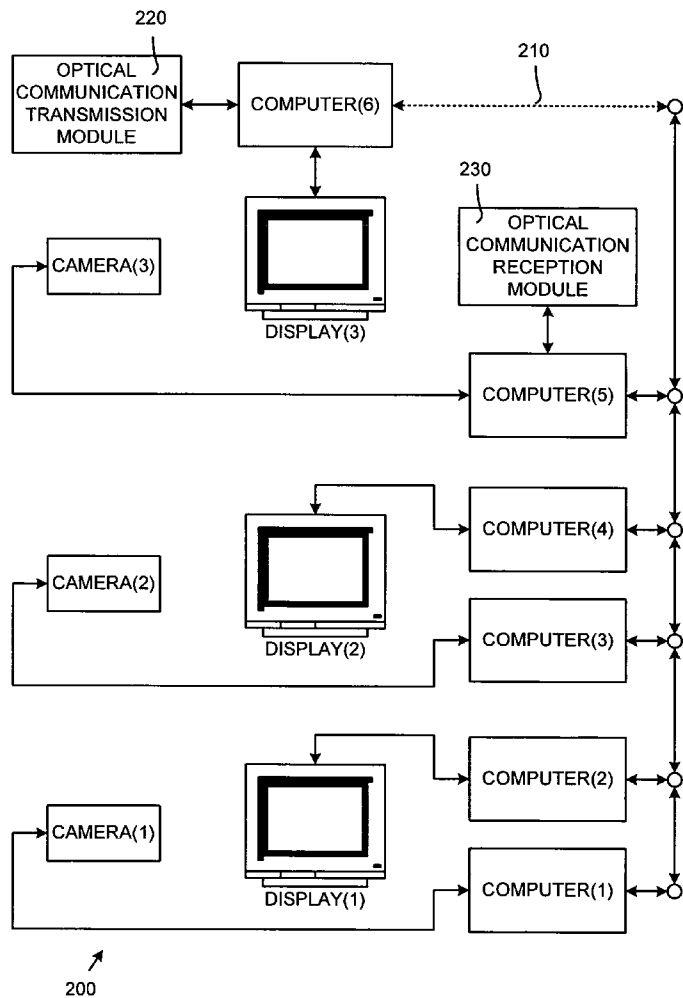 220
210
OPTICAL
COMMUNICATION
TRANSMISSION
MODULE
COMPUTER(6)
230
OPTICAL
COMMUNICATION
RECEPTION
MODULE
CAMERA(3)
DISPLAY(3)
COMPUTER(5)
COMPUTER(4)
CAMERA(2)
COMPUTER(3)
DISPLAY(2)
COMPUTER(2)
CAMERA(1)
COMPUTER(1)
DISPLAY(1)
200